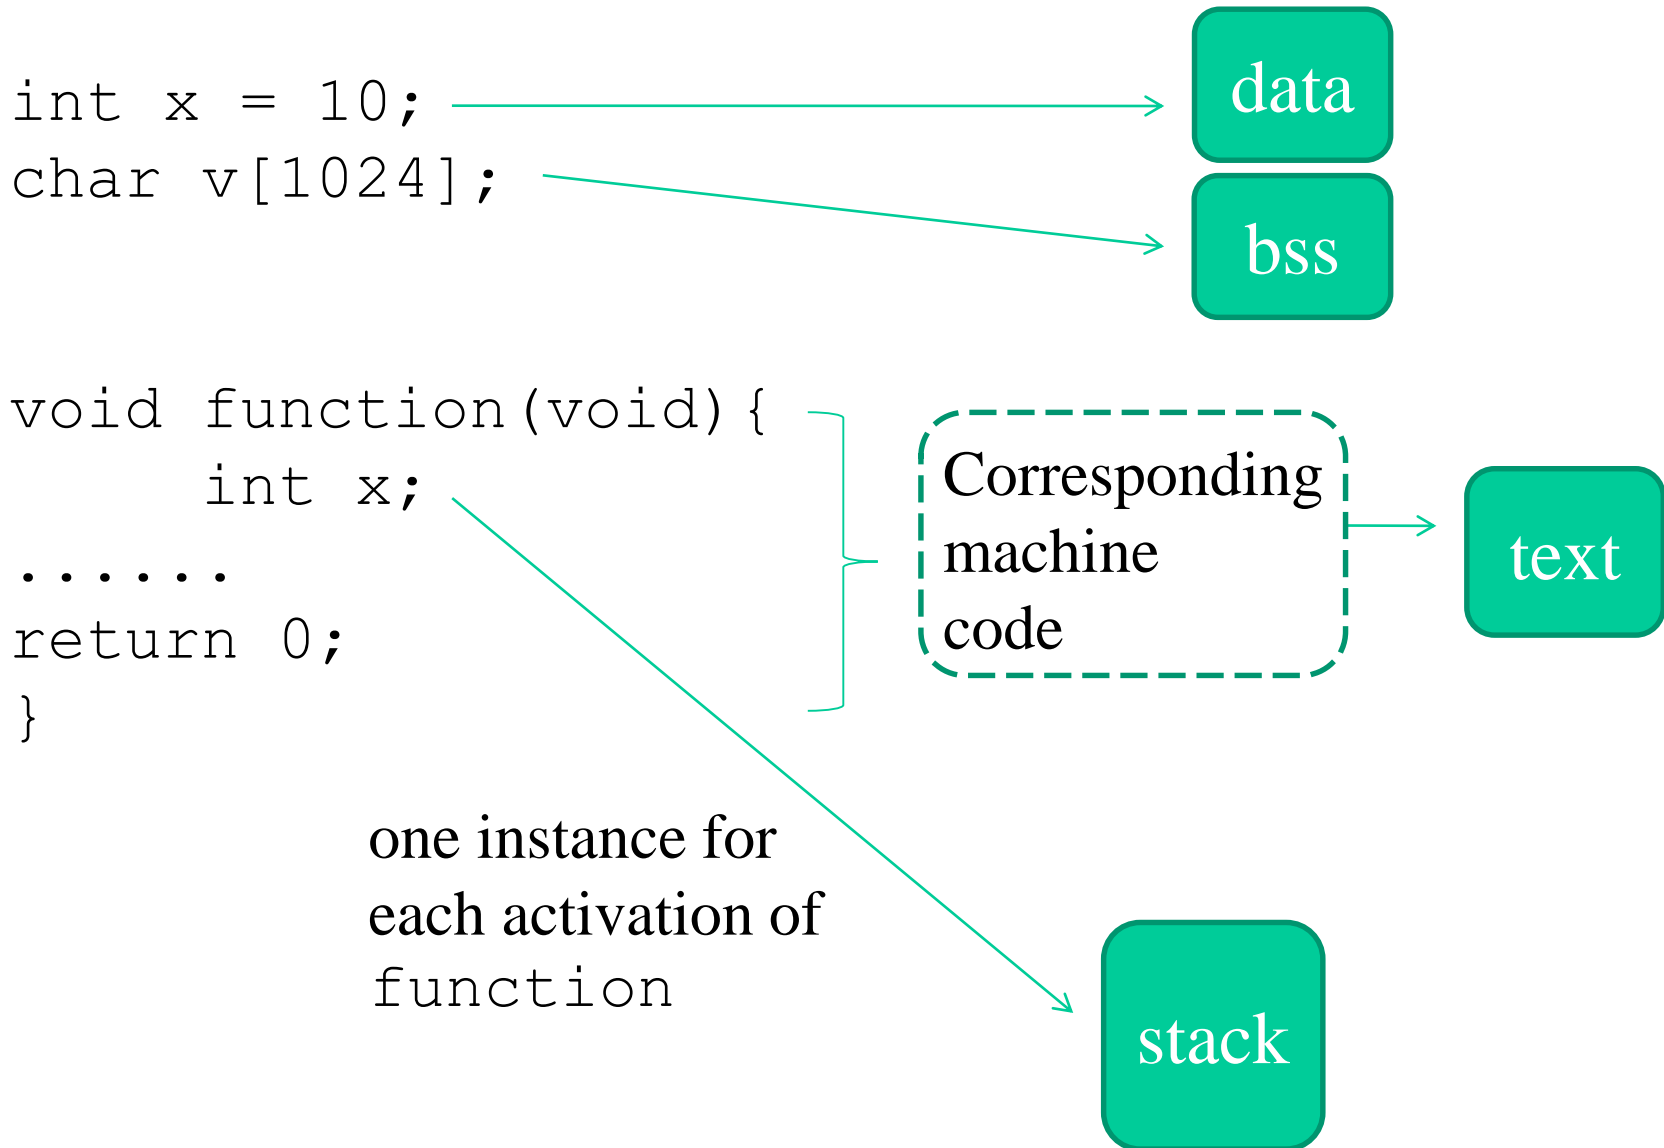 int x = 10;
data
char v[1024];
bss
void function(void){
int x;
......
return 0;
}
Corresponding
machine
code
text
one instance for
each activation of
function
stack